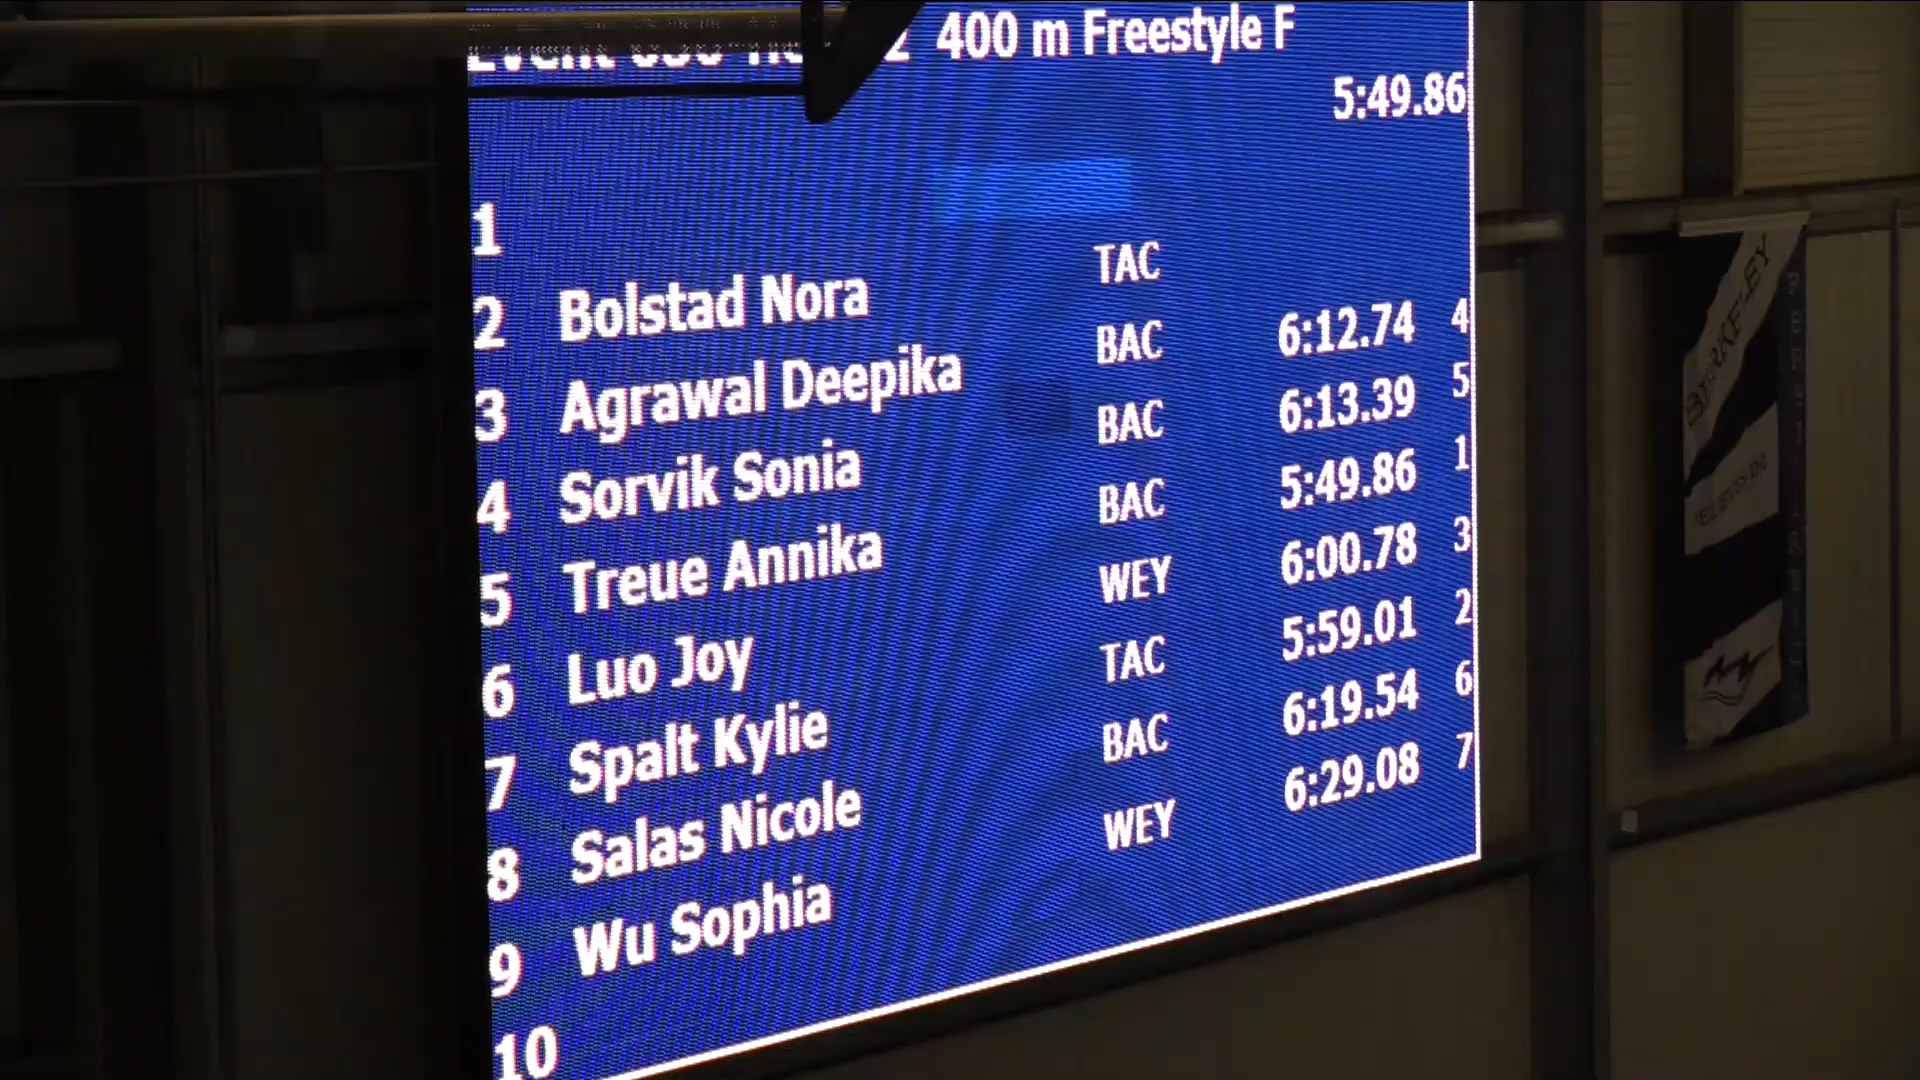 2 400 m Freestyle F
5:49.86
1
2 Bolstad Nora TAC
3 Agrawal Deepika BAC 6:12.74 4
4 Sorvik Sonia BAC 6:13.39 5
5 Treue Annika BAC 5:49.86 1
6 Luo Joy WEY 6:00.78 3
7 Spalt Kylie TAC 5:59.01 2
8 Salas Nicole BAC 6:19.54 6
9 Wu Sophia WEY 6:29.08 7
10
BERKELEY